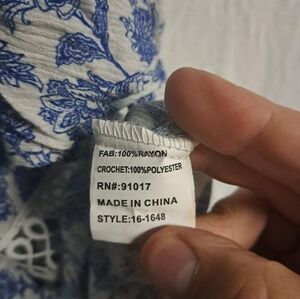 FAB:100%RAYON
CROCHET:100%POLYESTER
RN#:91017
MADE IN CHINA
STYLE:16-1648